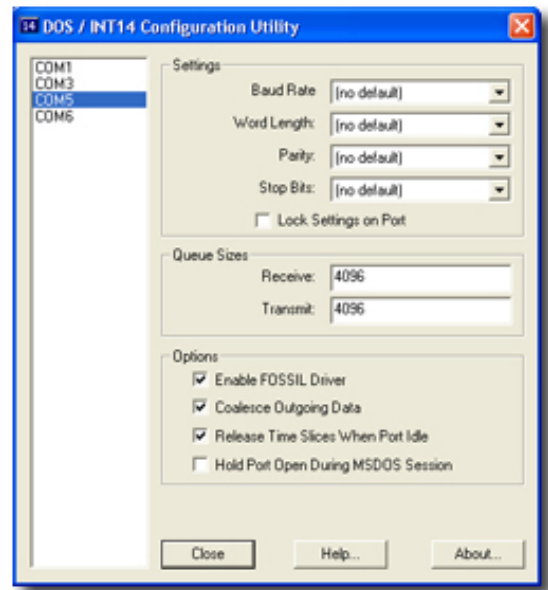 14 DOS / INT14 Configuration Utility
COM1
COM3
COM5
COM6
Settings
Baud Rate (no default)
Word Length: (no default)
Parity: (no default)
Stop Bits: (no default)
Lock Settings on Port
Queue Sizes
Receive: 4096
Transmit: 4096
Options
Enable FOSSIL Driver
Coalesce Outgoing Data
Release Time Slices When Port Idle
Hold Port Open During MSDOS Session
Close Help... About...